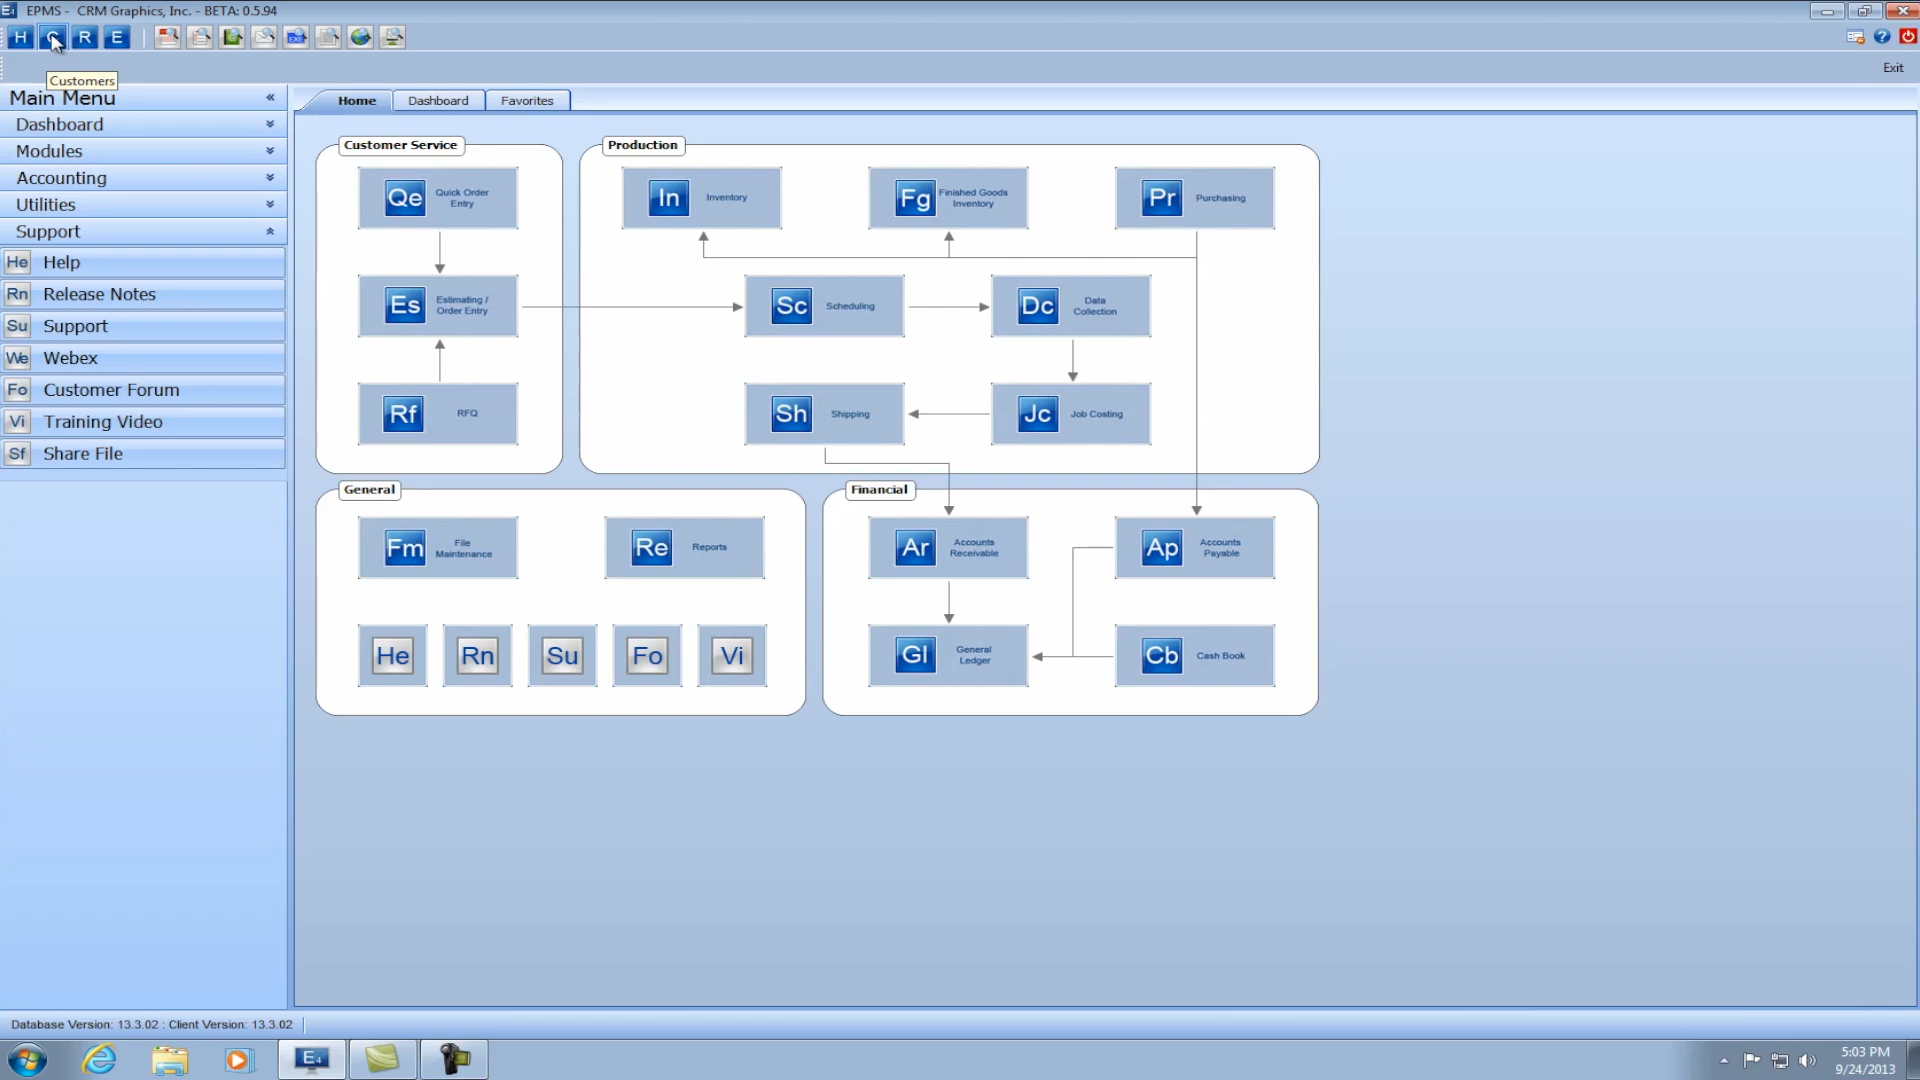 EPMS - CRM Graphics, Inc. - BETA: 0.5.94
H C R E
Customers
Exit
Main Menu
Dashboard
Modules
Accounting
Utilities
Support
He Help
Rn Release Notes
Su Support
We Webex
Fo Customer Forum
Vi Training Video
Sf Share File
Home Dashboard Favorites
Customer Service
Qe Quick Order
Entry
Es Estimating /
Order Entry
Rf RFQ
Production
In Inventory
Fg Finished Goods
Inventory
Pr Purchasing
Sc Scheduling
Dc Data
Collection
Sh Shipping
Jc Job Costing
General
Fm File
Maintenance
Re Reports
He Rn Su Fo Vi
Financial
Ar Accounts
Receivable
Ap Accounts
Payable
Gl General
Ledger
Cb Cash Book
Database Version: 13.3.02 : Client Version: 13.3.02
E4
5:03 PM
9/24/2013